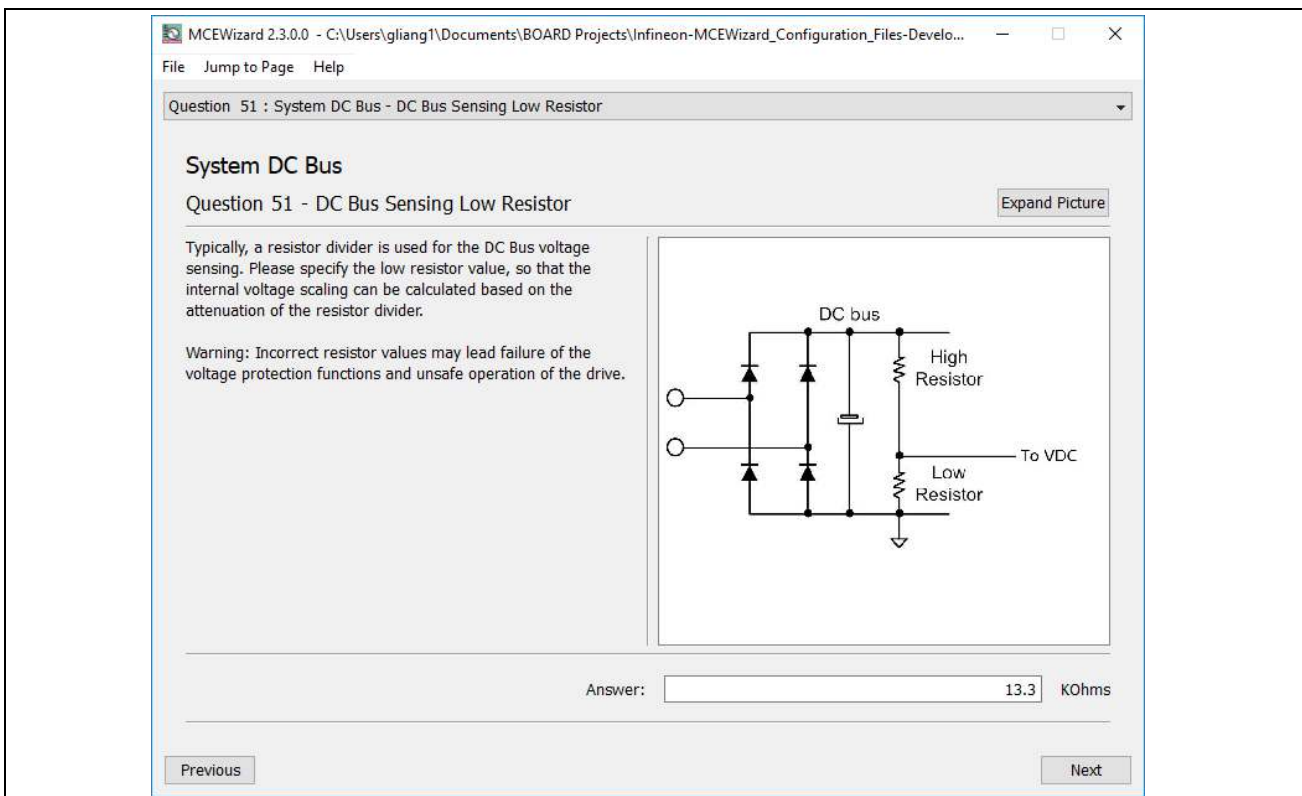 MCEWizard 2.3.0.0 - C:\Users\gliang1\Documents\BOARD Projects\Infineon-MCEWizard_Configuration_Files-Develo...
File Jump to Page Help
Question 51 : System DC Bus - DC Bus Sensing Low Resistor
System DC Bus
Question 51 - DC Bus Sensing Low Resistor
Expand Picture
Typically, a resistor divider is used for the DC Bus voltage
sensing. Please specify the low resistor value, so that the
internal voltage scaling can be calculated based on the
attenuation of the resistor divider.
Warning: Incorrect resistor values may lead failure of the
voltage protection functions and unsafe operation of the drive.
DC bus
High
Resistor
To VDC
Low
Resistor
Answer: 13.3 KOhms
Previous
Next